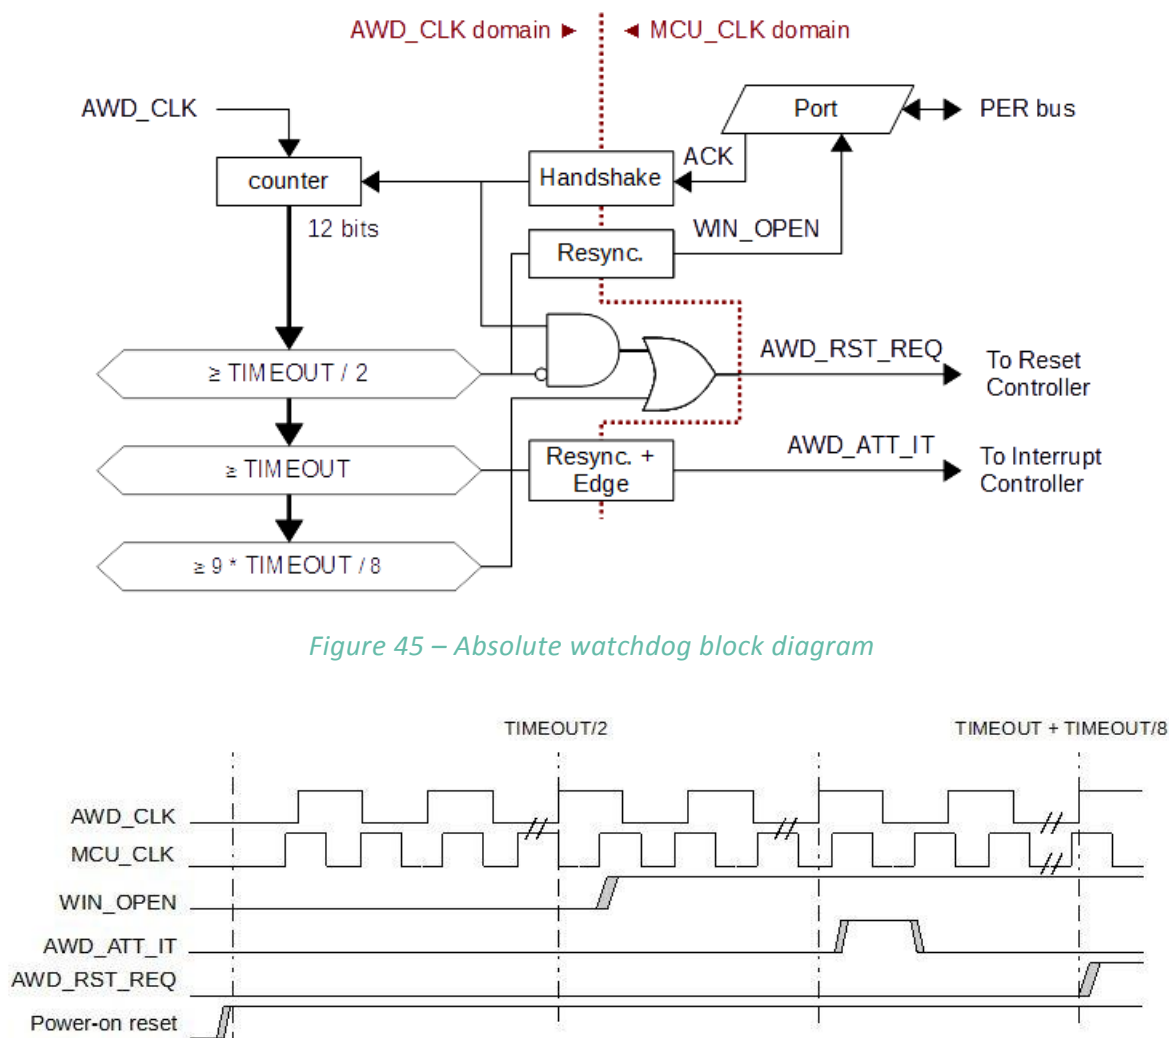 AWD_CLK domain MCU_CLK domain
AWD_CLK
Port
PER bus
ACK
counter
Handshake
12 bits
WIN_OPEN
Resync.
AWD_RST_REQ
To Reset
Controller
≥ TIMEOUT / 2
AWD_ATT_IT
≥ TIMEOUT
Resync. +
Edge
To Interrupt
Controller
≥ 9 * TIMEOUT / 8
Figure 45 – Absolute watchdog block diagram
TIMEOUT/2 TIMEOUT + TIMEOUT/8
AWD_CLK
MCU_CLK
WIN_OPEN
AWD_ATT_IT
AWD_RST_REQ
Power-on reset